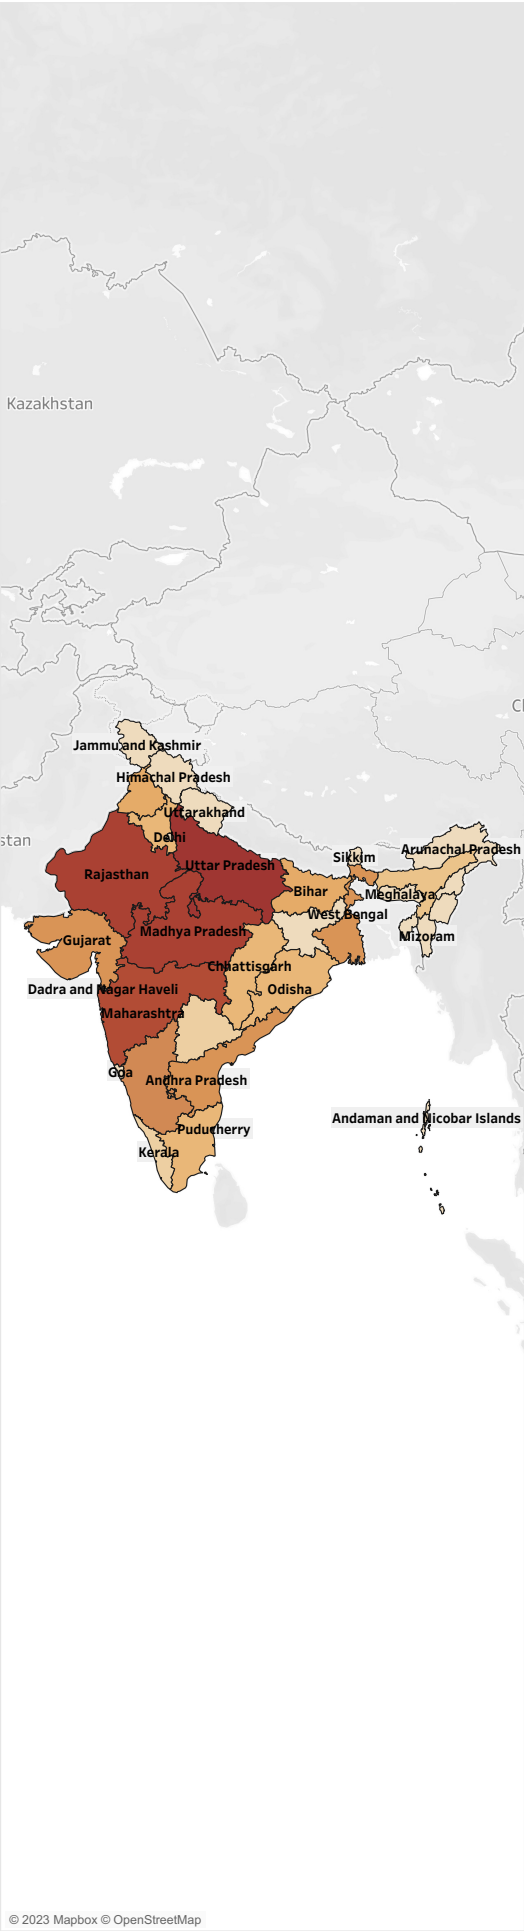 Kazakhstan
Cl
Jammu and Kashmir
Himachal Pradesh
Uttarakhand
stan
Delhi
Arunachal Pradesh
Sikkim
Uttar Pradesh
Rajasthan
Bihar
Meghalaya
West Bengal
Madhya Pradesh
Mizoram
Gujarat
Chhattisgarh
Dadra and Nagar Haveli
Odisha
Maharashtra
Goa
Andhra Pradesh
Andaman and Nicobar Islands
Puducherry
Kerala
© 2023 Mapbox © OpenStreetMap